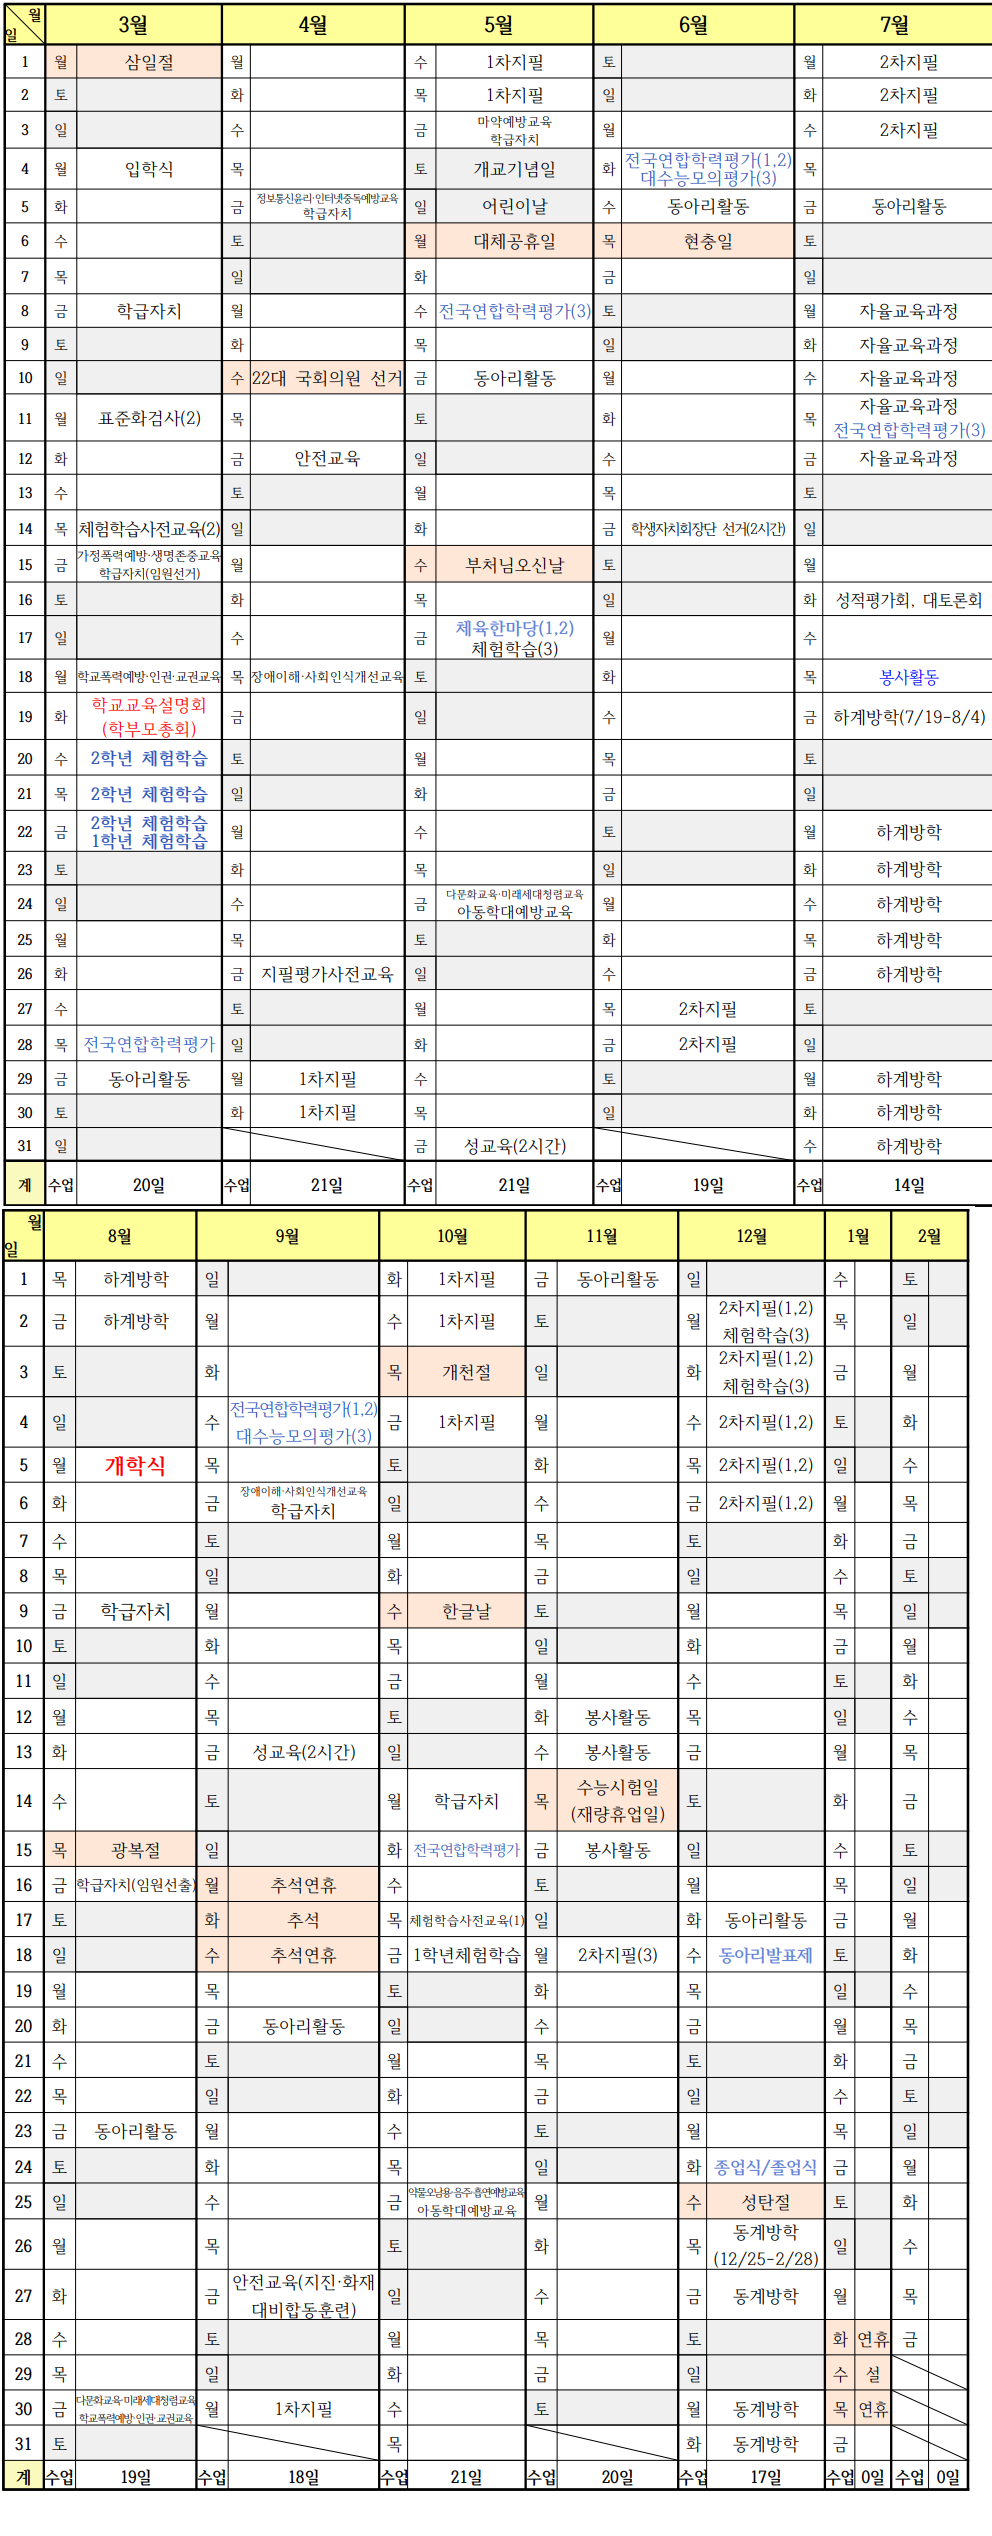 월
일 3월 4월 5월 6월 7월
1 월 삼일절 월 수 1차지필 토 월 2차지필
2 토 화 목 1차지필 일 화 2차지필
3 일 수 금 마약예방교육 월 수 2차지필
학급자치
4 월 입학식 목 토 개교기념일 화 전국연합학력평가(1,2) 목
대수능모의평가(3)
5 화 금 정보통신윤리·인터넷중독예방교육 일 어린이날 수 동아리활동 금 동아리활동
학급자치
6 수 토 월 대체공휴일 목 현충일 토
7 목 일 화 금 일
8 금 학급자치 월 수 전국연합학력평가(3) 토 월 자율교육과정
9 토 화 목 일 화 자율교육과정
10 일 수 22대 국회의원 선거 금 동아리활동 월 수 자율교육과정
11 월 표준화검사(2) 목 토 화 목 자율교육과정
전국연합학력평가(3)
12 화 금 안전교육 일 수 금 자율교육과정
13 수 토 월 목 토
14 목 체험학습사전교육(2) 일 화 금 학생자치회장단 선거(2시간) 일
15 금 가정폭력예방·생명존중교육 월 수 부처님오신날 토 월
학급자치(임원선거)
16 토 화 목 일 화 성적평가회, 대토론회
17 일 수 금 체육한마당(1,2) 월 수
체험학습(3)
18 월 학교폭력예방·인권·교권교육 목 장애이해·사회인식개선교육 토 화 목 봉사활동
19 화 학교교육설명회 금 일 수 금 하계방학(7/19-8/4)
(학부모총회)
20 수 2학년 체험학습 토 월 목 토
21 목 2학년 체험학습 일 화 금 일
22 금 2학년 체험학습 월 수 토 월 하계방학
1학년 체험학습
23 토 화 목 일 화 하계방학
24 일 수 금 다문화교육·미래세대청렴교육 월 수 하계방학
아동학대예방교육
25 월 목 토 화 목 하계방학
26 화 금 지필평가사전교육 일 수 금 하계방학
27 수 토 월 목 2차지필 토
28 목 전국연합학력평가 일 화 금 2차지필 일
29 금 동아리활동 월 1차지필 수 토 월 하계방학
30 토 화 1차지필 목 일 화 하계방학
31 일 금 성교육(2시간) 수 하계방학
계 수업 20일 수업 21일 수업 21일 수업 19일 수업 14일
월
일 8월 9월 10월 11월 12월 1월 2월
1 목 하계방학 일 화 1차지필 금 동아리활동 일 수 토
2 금 하계방학 월 수 1차지필 토 월 2차지필(1,2) 목 일
체험학습(3)
3 토 화 목 개천절 일 화 2차지필(1,2) 금 월
체험학습(3)
4 일 수 전국연합학력평가(1,2) 금 1차지필 월 수 2차지필(1,2) 토 화
대수능모의평가(3)
5 월 개학식 목 토 화 목 2차지필(1,2) 일 수
6 화 금 장애이해·사회인식개선교육 일 수 금 2차지필(1,2) 월 목
학급자치
7 수 토 월 목 토 화 금
8 목 일 화 금 일 수 토
9 금 학급자치 월 수 한글날 토 월 목 일
10 토 화 목 일 화 금 월
11 일 수 금 월 수 토 화
12 월 목 토 화 봉사활동 목 일 수
13 화 금 성교육(2시간) 일 수 봉사활동 금 월 목
14 수 토 월 학급자치 목 수능시험일 토 화 금
(재량휴업일)
15 목 광복절 일 화 전국연합학력평가 금 봉사활동 일 수 토
16 금 학급자치(임원선출) 월 추석연휴 수 토 월 목 일
17 토 화 추석 목 체험학습사전교육(1) 일 화 동아리활동 금 월
18 일 수 추석연휴 금 1학년체험학습 월 2차지필(3) 수 동아리발표제 토 화
19 월 목 토 화 목 일 수
20 화 금 동아리활동 일 수 금 월 목
21 수 토 월 목 토 화 금
22 목 일 화 금 일 수 토
23 금 동아리활동 월 수 토 월 목 일
24 토 화 목 일 화 종업식/졸업식 금 월
25 일 수 금 약물오남용·음주·흡연예방교육 월 수 성탄절 토 화
아동학대예방교육
26 월 목 토 화 목 동계방학 일 수
(12/25-2/28)
27 화 금 안전교육(지진·화재 일 수 금 동계방학 월 목
대비합동훈련)
28 수 토 월 목 토 화 연휴 금
29 목 일 화 금 일 수 설
30 금 다문화교육·미래세대청렴교육 월 1차지필 수 토 월 동계방학 목 연휴
학교폭력예방·인권·교권교육
31 토 목 화 동계방학 금
계 수업 19일 수업 18일 수업 21일 수업 20일 수업 17일 수업 0일 수업 0일